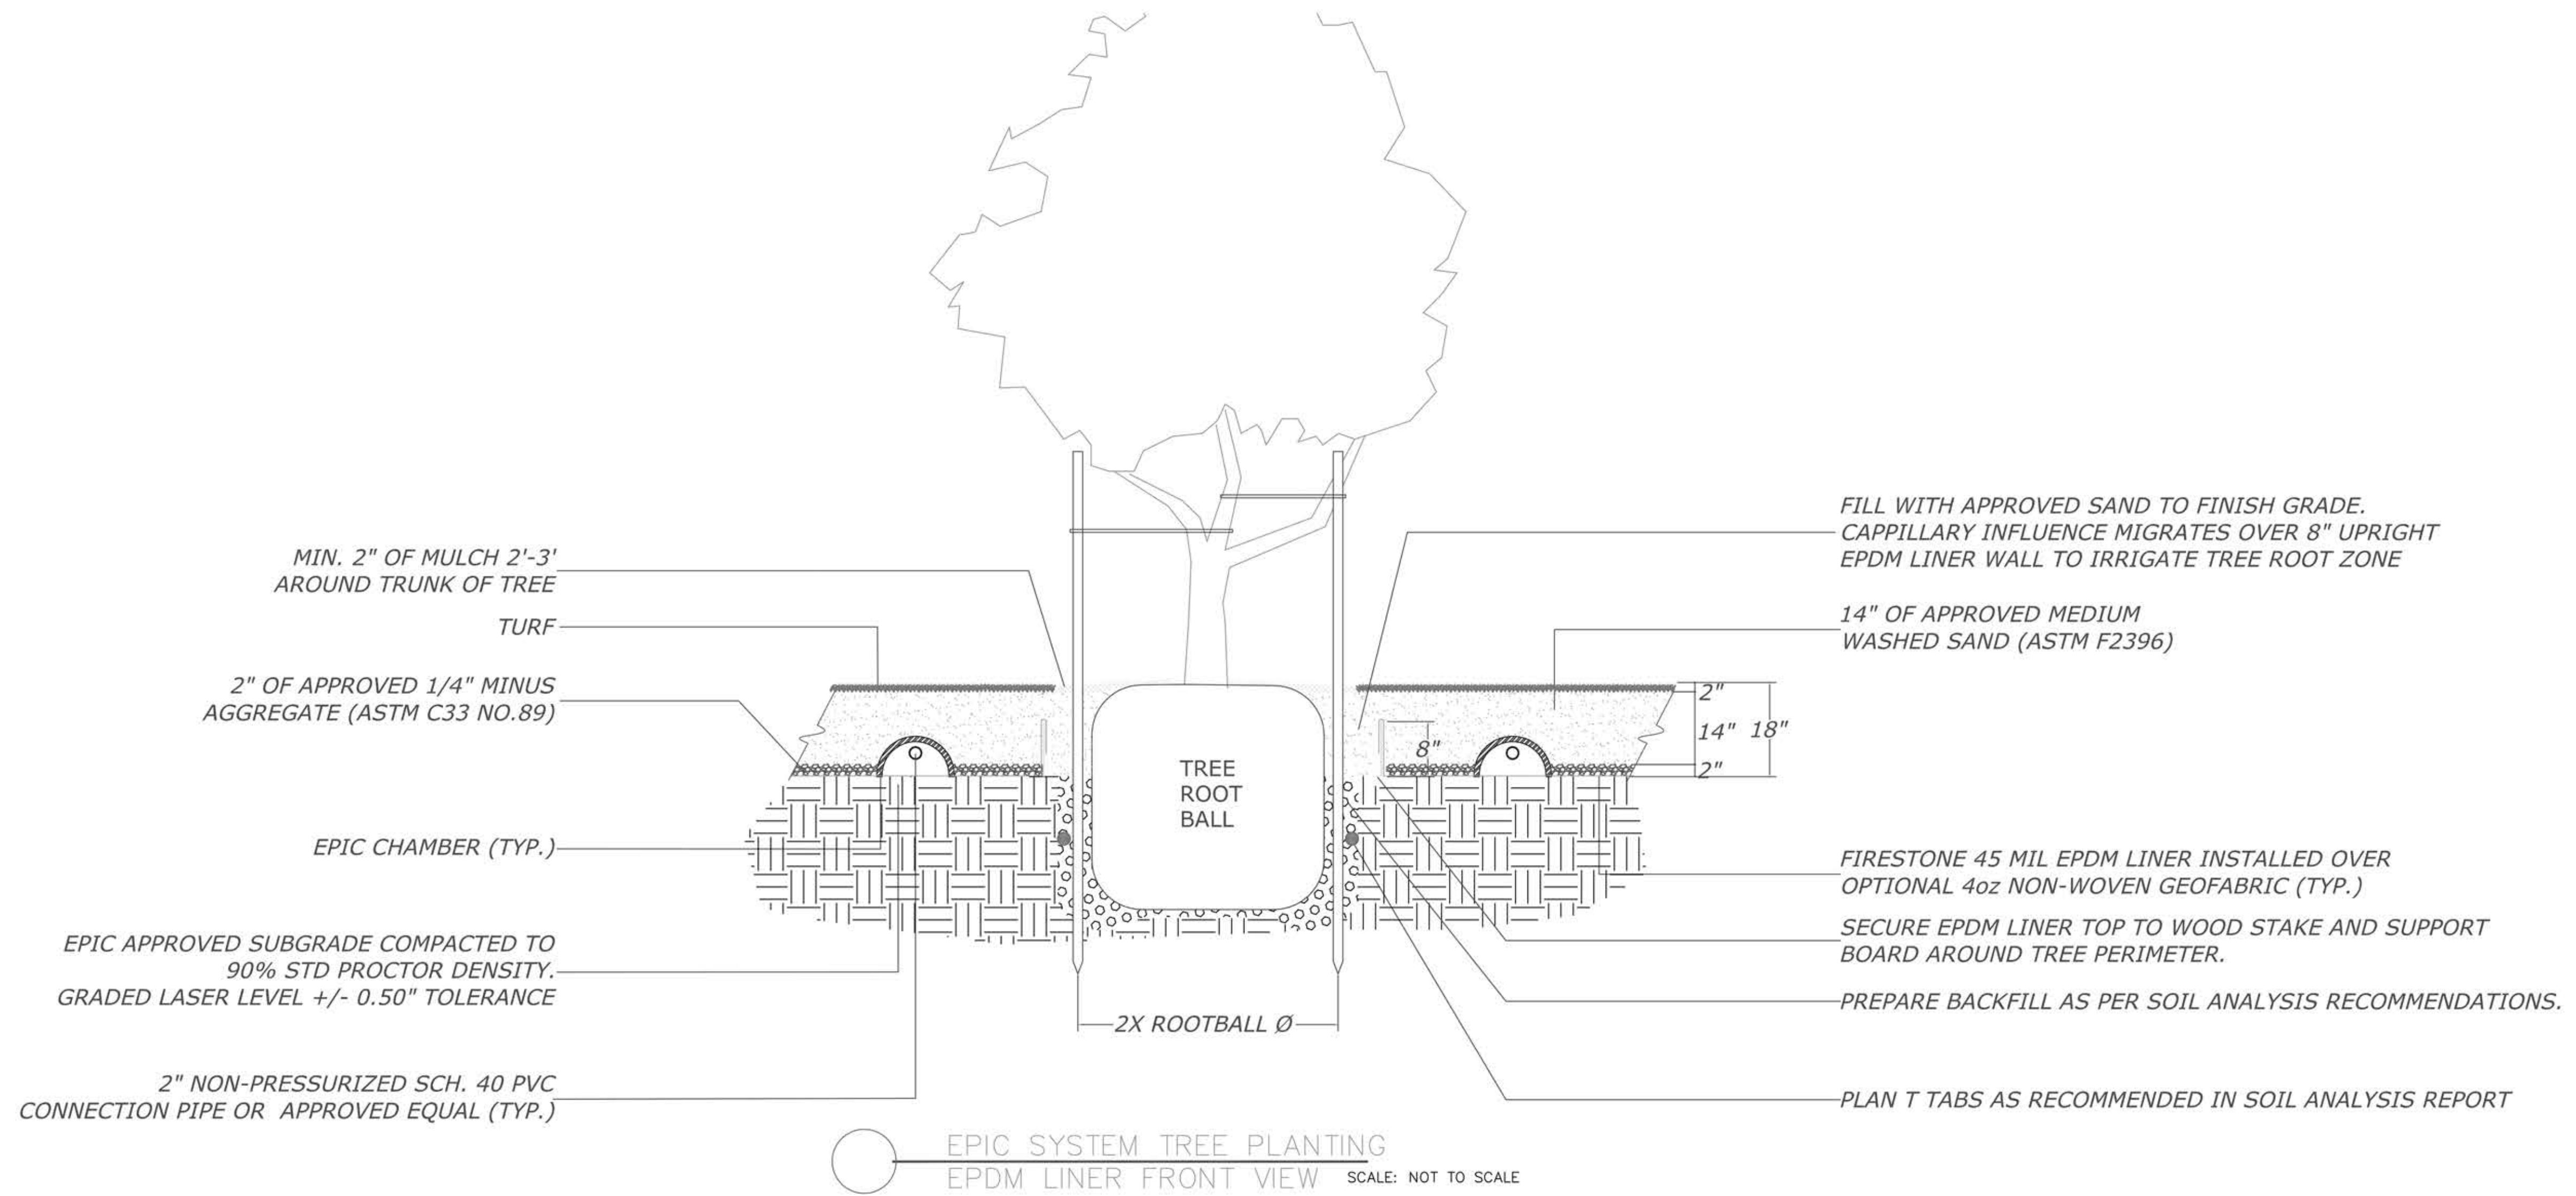 MIN. 2" OF MULCH 2'-3'
AROUND TRUNK OF TREE
TURF
2" OF APPROVED 1/4" MINUS
AGGREGATE (ASTM C33 NO.89)
EPIC CHAMBER (TYP.)
EPIC APPROVED SUBGRADE COMPACTED TO
90% STD PROCTOR DENSITY.
GRADED LASER LEVEL +/- 0.50" TOLERANCE
2" NON-PRESSURIZED SCH. 40 PVC
CONNECTION PIPE OR APPROVED EQUAL (TYP.)
TREE
ROOT
BALL
2X ROOTBALL Ø
8"
2"
14"
18"
2"
FILL WITH APPROVED SAND TO FINISH GRADE.
CAPPILLARY INFLUENCE MIGRATES OVER 8" UPRIGHT
EPDM LINER WALL TO IRRIGATE TREE ROOT ZONE
14" OF APPROVED MEDIUM
WASHED SAND (ASTM F2396)
FIRESTONE 45 MIL EPDM LINER INSTALLED OVER
OPTIONAL 4oz NON-WOVEN GEOFABRIC (TYP.)
SECURE EPDM LINER TOP TO WOOD STAKE AND SUPPORT
BOARD AROUND TREE PERIMETER.
PREPARE BACKFILL AS PER SOIL ANALYSIS RECOMMENDATIONS.
PLAN T TABS AS RECOMMENDED IN SOIL ANALYSIS REPORT
EPIC SYSTEM TREE PLANTING
EPDM LINER FRONT VIEW
SCALE: NOT TO SCALE